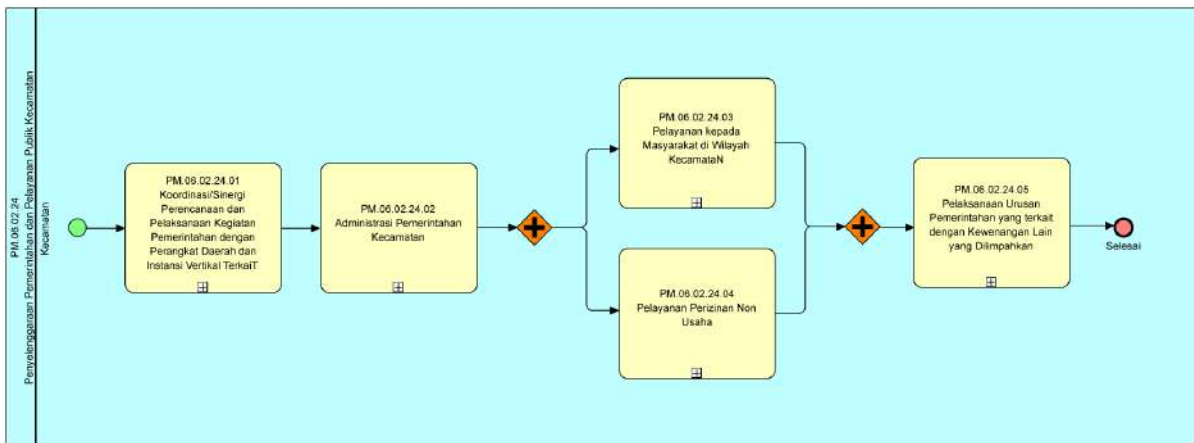 PM.06.02.24
Penyelenggaraan Pemerintahan dan Pelayanan Publik Kecamatan
Kecamatan
PM.06.02.24.01
Koordinasi/Sinergi
Perencanaan dan
Pelaksanaan Kegiatan
Pemerintahan dengan
Perangkat Daerah dan
Instansi Vertikal TerkaiT
PM.06.02.24.02
Administrasi Pemerintahan
Kecamatan
PM.06.02.24.03
Pelayanan kepada
Masyarakat di Wilayah
KecamataN
PM.06.02.24.04
Pelayanan Perizinan Non
Usaha
PM.06.02.24.05
Pelaksanaan Urusan
Pemerintahan yang terkait
dengan Kewenangan Lain
yang Dilimpahkan
Selesai